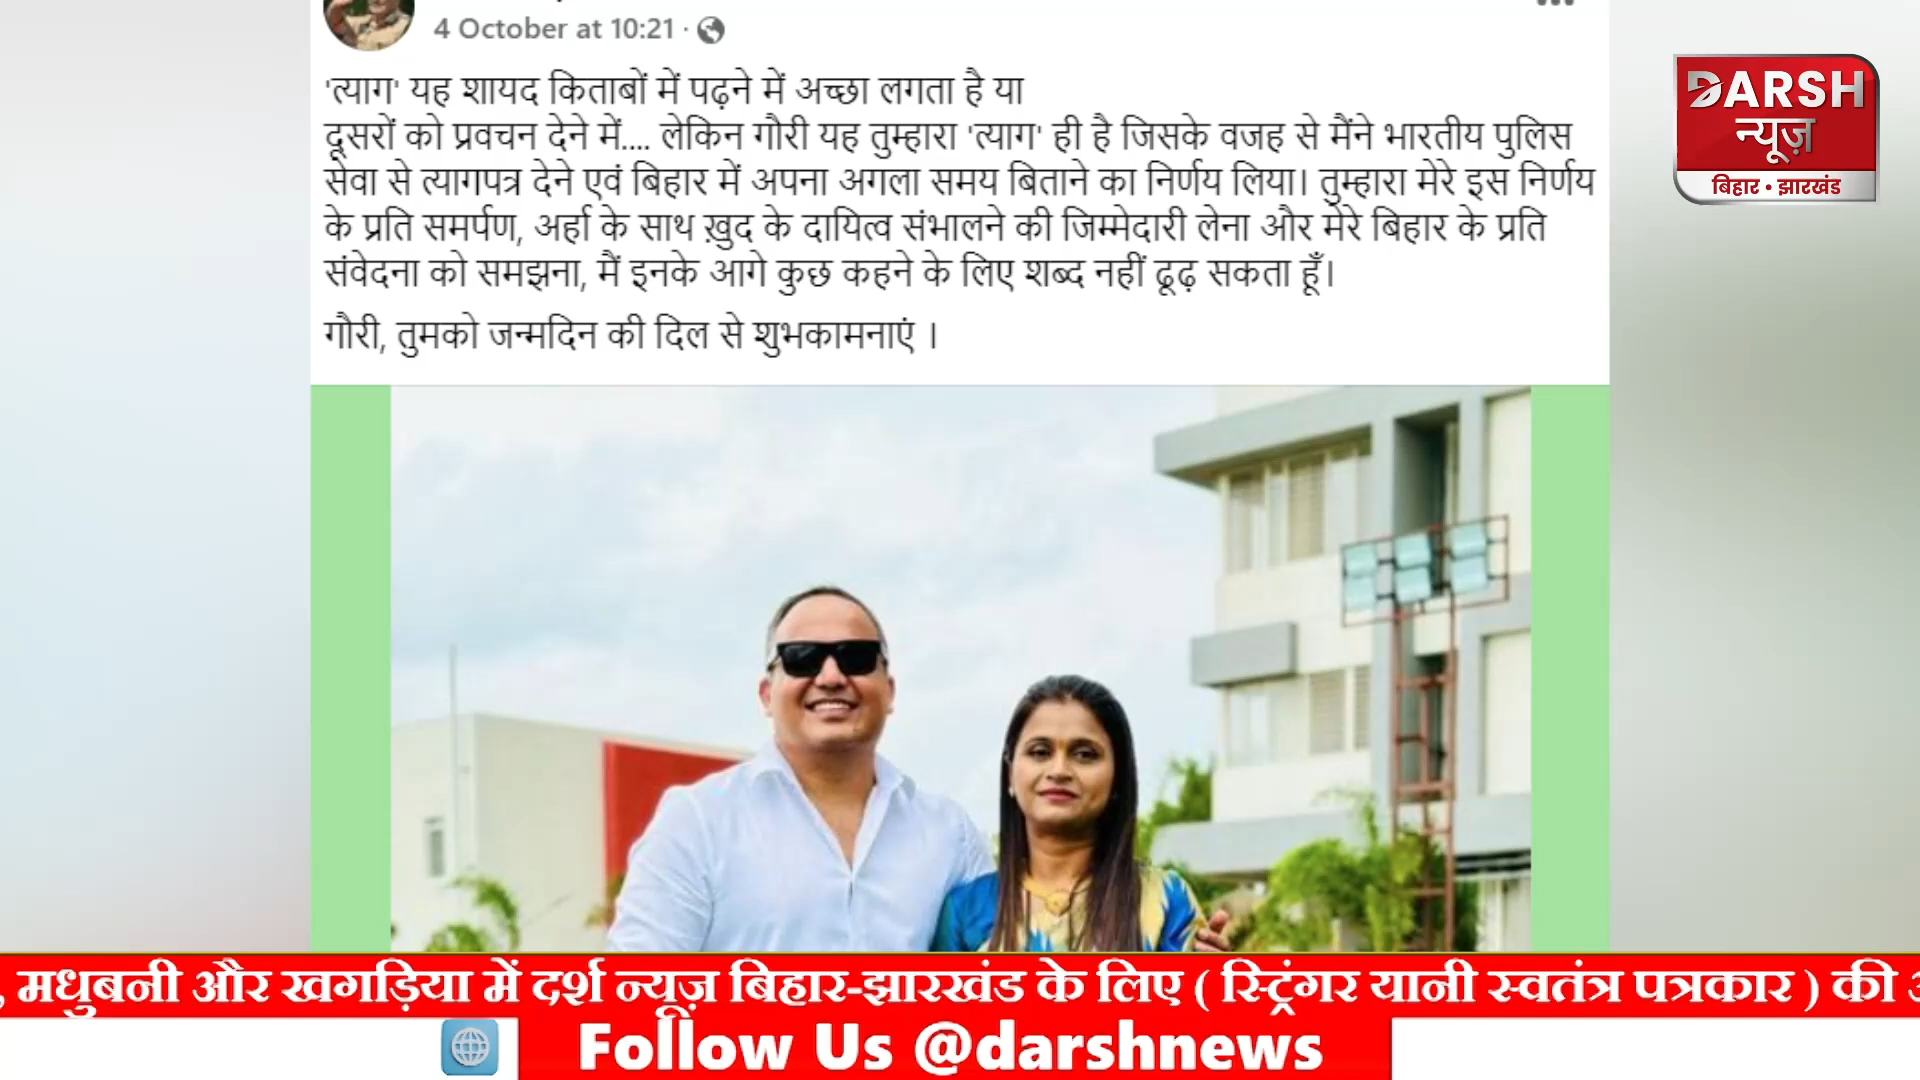 4 October at 10:21 ·
'त्याग' यह शायद किताबों में पढ़ने में अच्छा लगता है या
दूसरों को प्रवचन देने में.... लेकिन गौरी यह तुम्हारा 'त्याग' ही है जिसके वजह से मैंने भारतीय पुलिस
सेवा से त्यागपत्र देने एवं बिहार में अपना अगला समय बिताने का निर्णय लिया। तुम्हारा मेरे इस निर्णय
के प्रति समर्पण, अर्हा के साथ ख़ुद के दायित्व संभालने की जिम्मेदारी लेना और मेरे बिहार के प्रति
संवेदना को समझना, मैं इनके आगे कुछ कहने के लिए शब्द नहीं ढूढ़ सकता हूँ।
गौरी, तुमको जन्मदिन की दिल से शुभकामनाएं ।
DARSH
न्यूज़
बिहार • झारखंड
, मधुबनी और खगड़िया में दर्श न्यूज़ बिहार-झारखंड के लिए ( स्ट्रिंगर यानी स्वतंत्र पत्रकार ) की
Follow Us @darshnews